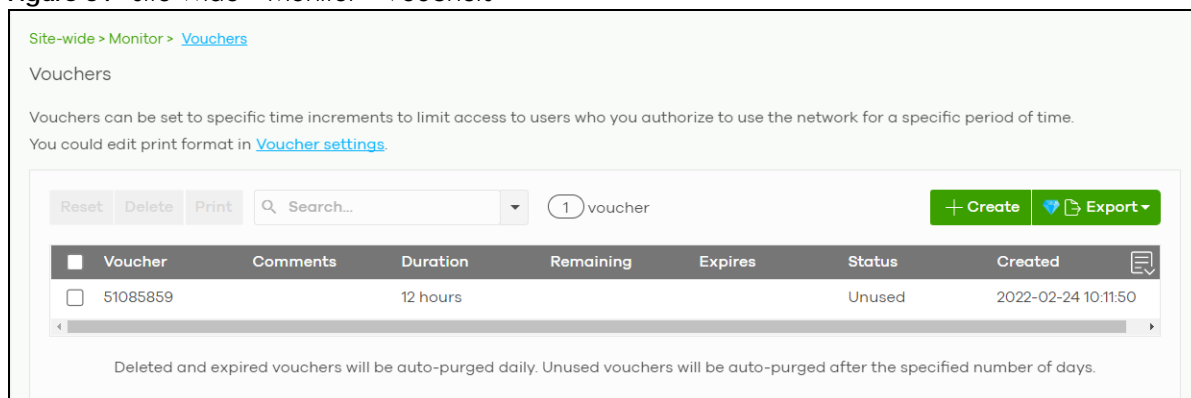 Site-wide > Monitor > Vouchers
Vouchers
Vouchers can be set to specific time increments to limit access to users who you authorize to use the network for a specific period of time.
You could edit print format in Voucher settings.
Reset Delete Print Search... 1 voucher + Create Export
Voucher Comments Duration Remaining Expires Status Created
51085859 12 hours Unused 2022-02-24 10:11:50
Deleted and expired vouchers will be auto-purged daily. Unused vouchers will be auto-purged after the specified number of days.